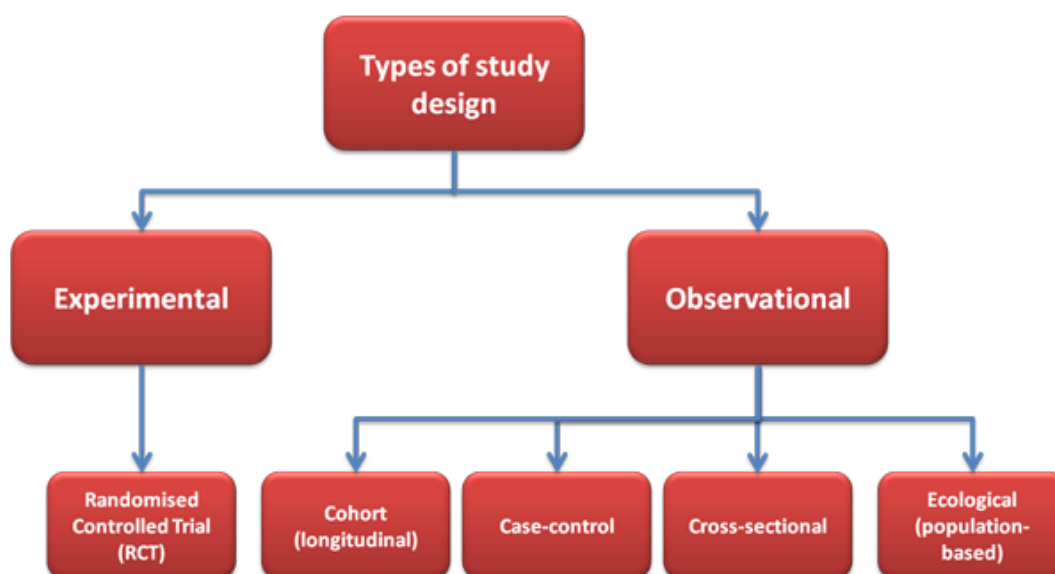 Types of study
design
Experimental
Observational
Randomised
Controlled Trial
(RCT)
Cohort
(longitudinal)
Case-control
Cross-sectional
Ecological
(population-
based)